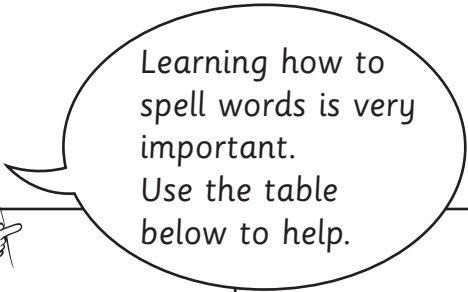 Learning how to
spell words is very
important.
Use the table
below to help.